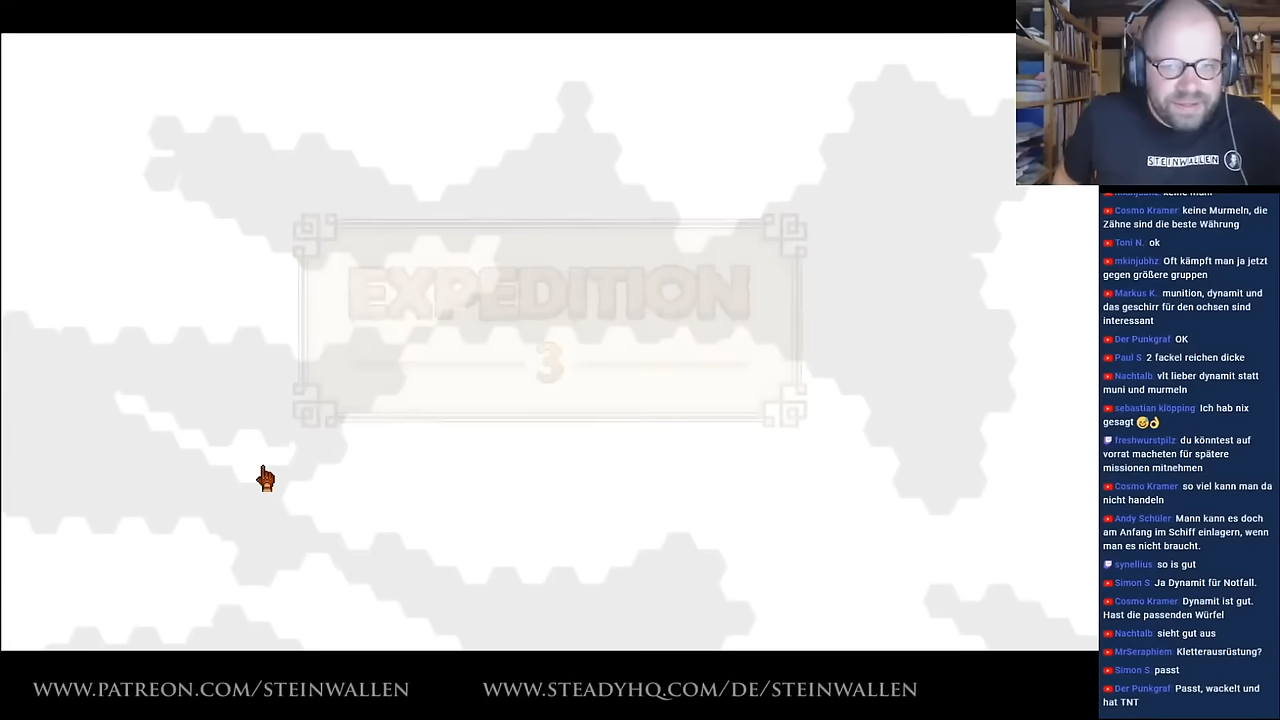 STEINWALLEN
EXPEDITION
3
Cosmo Kramer keine Murmeln, die
Zähne sind die beste Währung
Toni N. ok
mkinjubhz Oft kämpft man ja jetzt
gegen größere gruppen
Markus K. munition, dynamit und
das geschirr für den ochsen sind
interessant
Der Punkgraf OK
Paul S 2 fackel reichen dicke
Nachtalb vlt lieber dynamit statt
muni und murmeln
sebastian klöpping Ich hab nix
gesagt 😅👌
freshwurstpilz du könntest auf
vorrat macheten für spätere
missionen mitnehmen
Cosmo Kramer so viel kann man da
nicht handeln
Andy Schüler Mann kann es doch
am Anfang im Schiff einlagern, wenn
man es nicht braucht.
synellius so is gut
Simon S Ja Dynamit für Notfall.
Cosmo Kramer Dynamit ist gut.
Hast die passenden Würfel
Nachtalb sieht gut aus
MrSeraphiem Kletterausrüstung?
Simon S passt
Der Punkgraf Passt, wackelt und
hat TNT
WWW.PATREON.COM/STEINWALLEN
WWW.STEADYHQ.COM/DE/STEINWALLEN